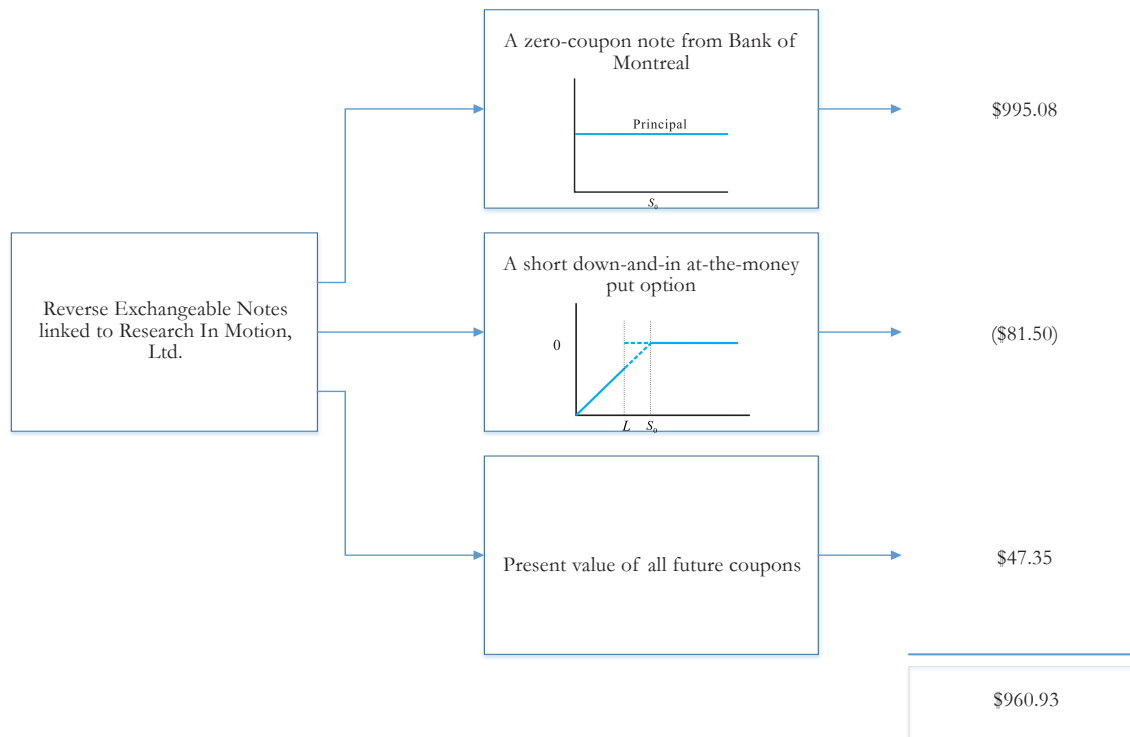 A zero-coupon note from Bank of
Montreal
Principal
S₀
$995.08
Reverse Exchangeable Notes
linked to Research In Motion,
Ltd.
A short down-and-in at-the-money
put option
0
L S₀
($81.50)
Present value of all future coupons
$47.35
$960.93